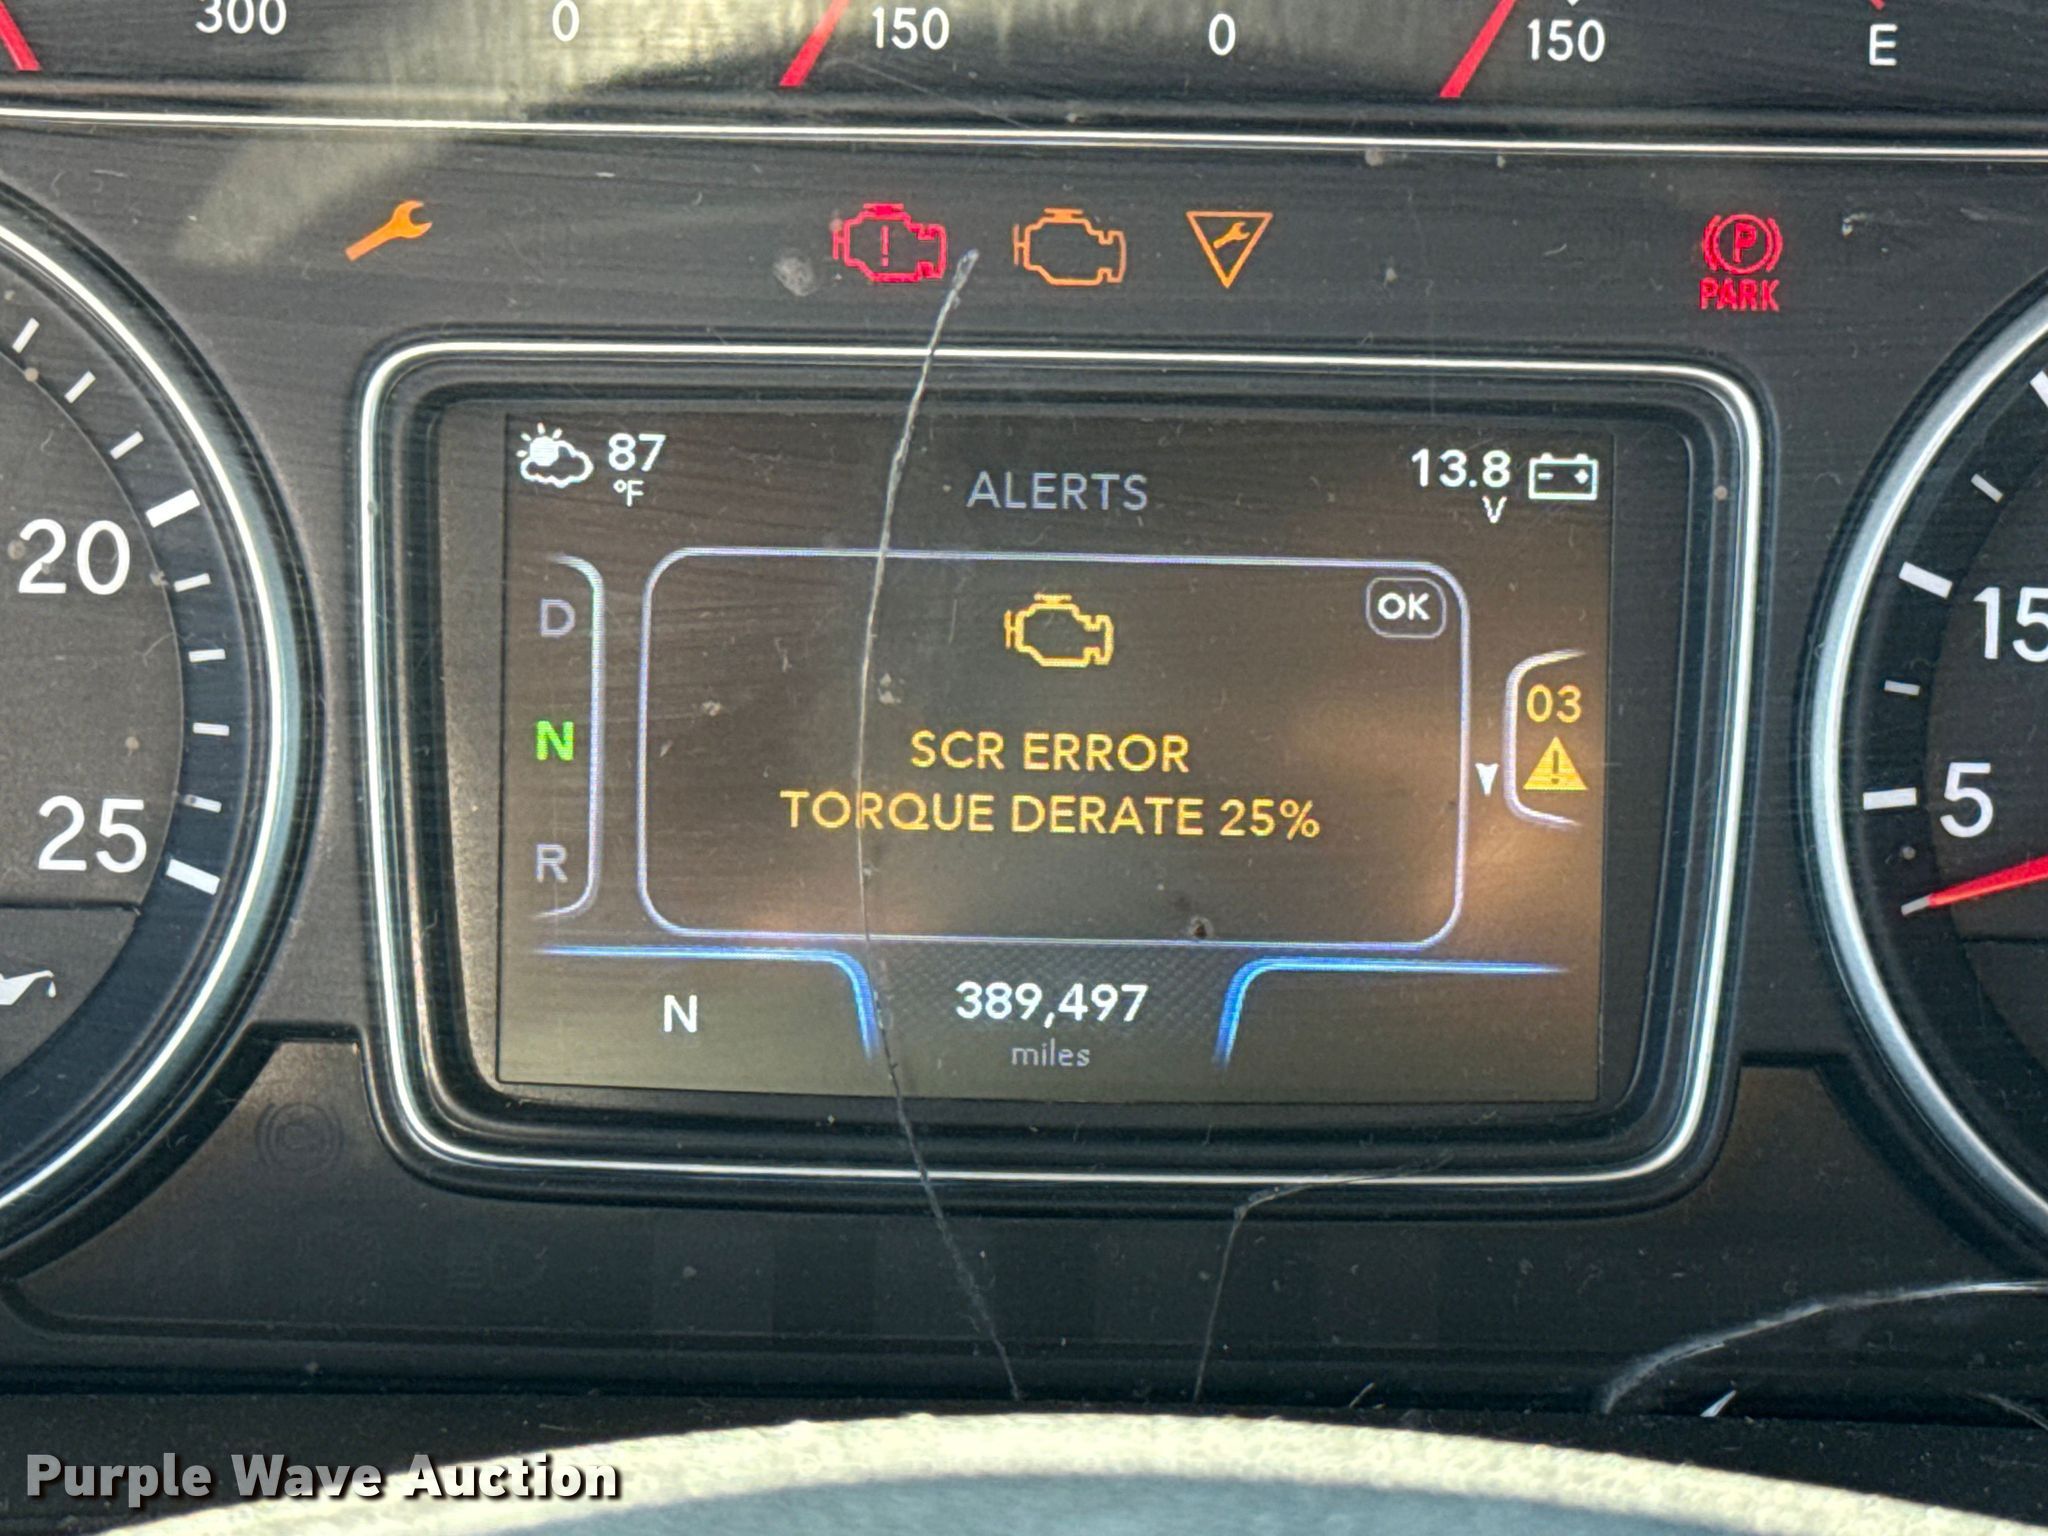 300 0 150 0 150 E
PARK
P
87 °F
ALERTS
13.8 V
20
25
D
N
R
OK
SCR ERROR
TORQUE DERATE 25%
03
15
5
N
389,497
miles
Purple Wave Auction